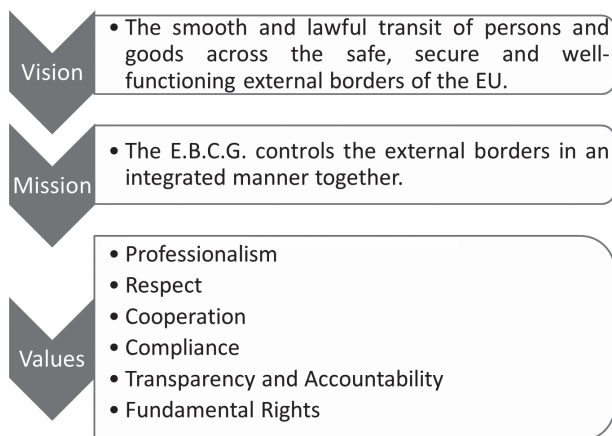 Vision
• The smooth and lawful transit of persons and
goods across the safe, secure and well-
functioning external borders of the EU.
Mission
• The E.B.C.G. controls the external borders in an
integrated manner together.
Values
• Professionalism
• Respect
• Cooperation
• Compliance
• Transparency and Accountability
• Fundamental Rights